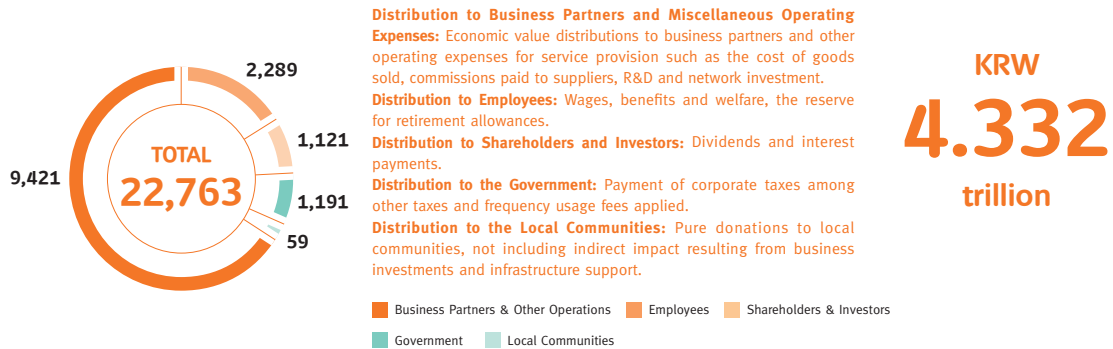 2,289
1,121
1,191
59
9,421
TOTAL
22,763
Distribution to Business Partners and Miscellaneous Operating
Expenses: Economic value distributions to business partners and other
operating expenses for service provision such as the cost of goods
sold, commissions paid to suppliers, R&D and network investment.
Distribution to Employees: Wages, benefits and welfare, the reserve
for retirement allowances.
Distribution to Shareholders and Investors: Dividends and interest
payments.
Distribution to the Government: Payment of corporate taxes among
other taxes and frequency usage fees applied.
Distribution to the Local Communities: Pure donations to local
communities, not including indirect impact resulting from business
investments and infrastructure support.
Business Partners & Other Operations Employees Shareholders & Investors
Government Local Communities
KRW
4.332
trillion